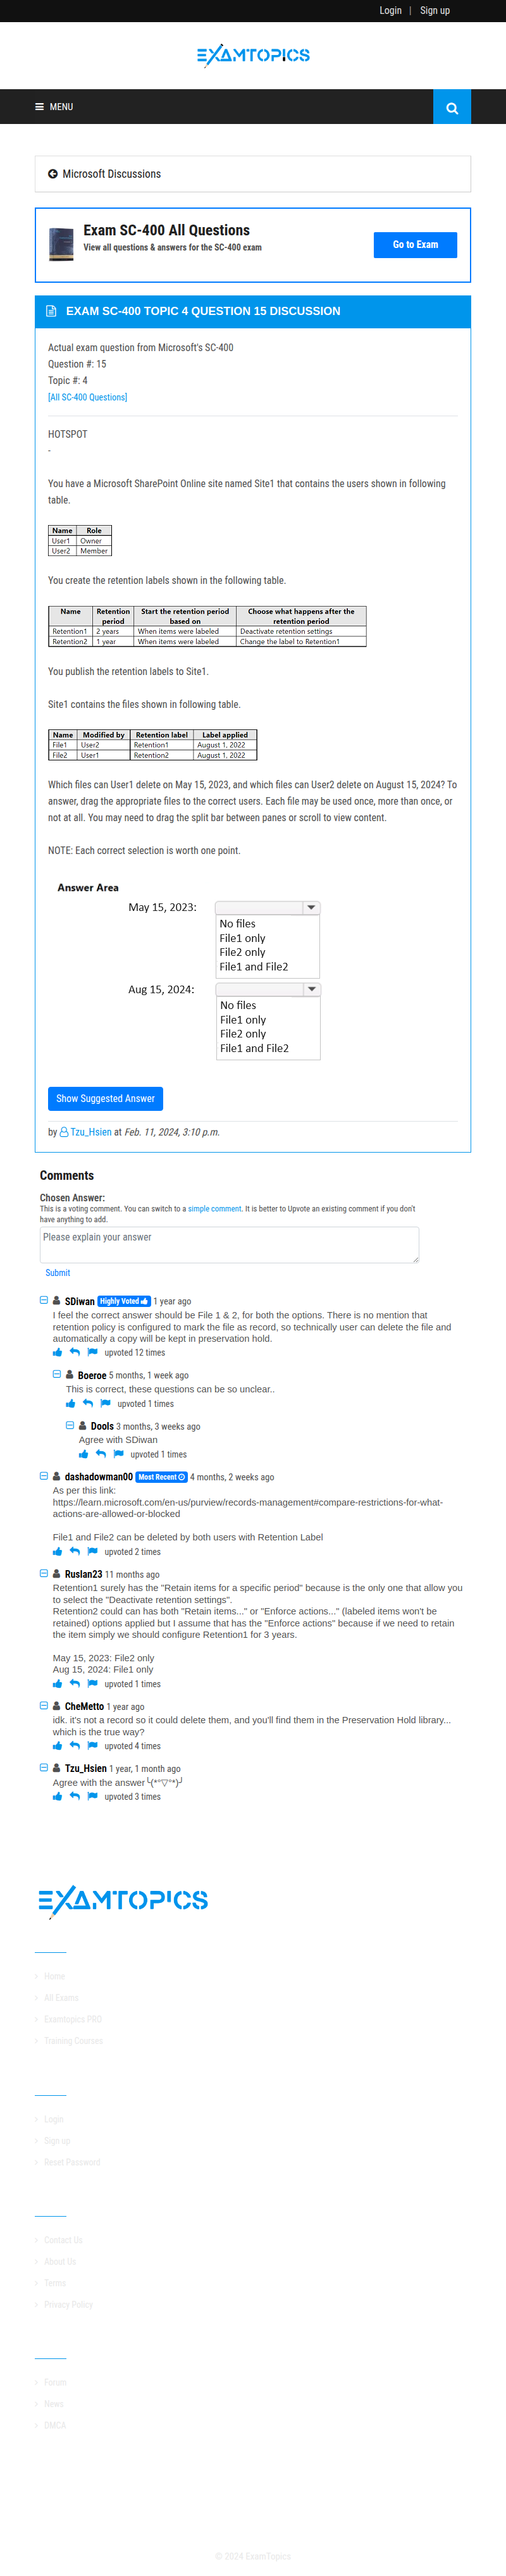 Login | Sign up
EXAMTOPICS
MENU
Microsoft Discussions
Exam SC-400 All Questions
View all questions & answers for the SC-400 exam
Go to Exam
EXAM SC-400 TOPIC 4 QUESTION 15 DISCUSSION
Actual exam question from Microsoft's SC-400
Question #: 15
Topic #: 4
[All SC-400 Questions]
HOTSPOT
-
You have a Microsoft SharePoint Online site named Site1 that contains the users shown in following
table.
Name Role
User1 Owner
User2 Member
You create the retention labels shown in the following table.
Name Retention period Start the retention period based on Choose what happens after the retention period
Retention1 2 years When items were labeled Deactivate retention settings
Retention2 1 year When items were labeled Change the label to Retention1
You publish the retention labels to Site1.
Site1 contains the files shown in following table.
Name Modified by Retention label Label applied
File1 User2 Retention1 August 1, 2022
File2 User1 Retention2 August 1, 2022
Which files can User1 delete on May 15, 2023, and which files can User2 delete on August 15, 2024? To
answer, drag the appropriate files to the correct users. Each file may be used once, more than once, or
not at all. You may need to drag the split bar between panes or scroll to view content.
NOTE: Each correct selection is worth one point.
Answer Area
May 15, 2023:
No files
File1 only
File2 only
File1 and File2
Aug 15, 2024:
No files
File1 only
File2 only
File1 and File2
Show Suggested Answer
by Tzu_Hsien at Feb. 11, 2024, 3:10 p.m.
Comments
Chosen Answer:
This is a voting comment. You can switch to a simple comment. It is better to Upvote an existing comment if you don't
have anything to add.
Please explain your answer
Submit
SDiwan Highly Voted 1 year ago
I feel the correct answer should be File 1 & 2, for both the options. There is no mention that
retention policy is configured to mark the file as record, so technically user can delete the file and
automatically a copy will be kept in preservation hold.
upvoted 12 times
Boeroe 5 months, 1 week ago
This is correct, these questions can be so unclear..
upvoted 1 times
Dools 3 months, 3 weeks ago
Agree with SDiwan
upvoted 1 times
dashadowman00 Most Recent 4 months, 2 weeks ago
As per this link:
https://learn.microsoft.com/en-us/purview/records-management#compare-restrictions-for-what-
actions-are-allowed-or-blocked
File1 and File2 can be deleted by both users with Retention Label
upvoted 2 times
Ruslan23 11 months ago
Retention1 surely has the "Retain items for a specific period" because is the only one that allow you
to select the "Deactivate retention settings".
Retention2 could can has both "Retain items..." or "Enforce actions..." (labeled items won't be
retained) options applied but I assume that has the "Enforce actions" because if we need to retain
the item simply we should configure Retention1 for 3 years.
May 15, 2023: File2 only
Aug 15, 2024: File1 only
upvoted 1 times
CheMetto 1 year ago
idk. it's not a record so it could delete them, and you'll find them in the Preservation Hold library...
which is the true way?
upvoted 4 times
Tzu_Hsien 1 year, 1 month ago
Agree with the answer╰(*°▽°*)╯
upvoted 3 times
EXAMTOPICS
Home
All Exams
Examtopics PRO
Training Courses
Login
Sign up
Reset Password
Contact Us
About Us
Terms
Privacy Policy
Forum
News
DMCA
© 2024 ExamTopics